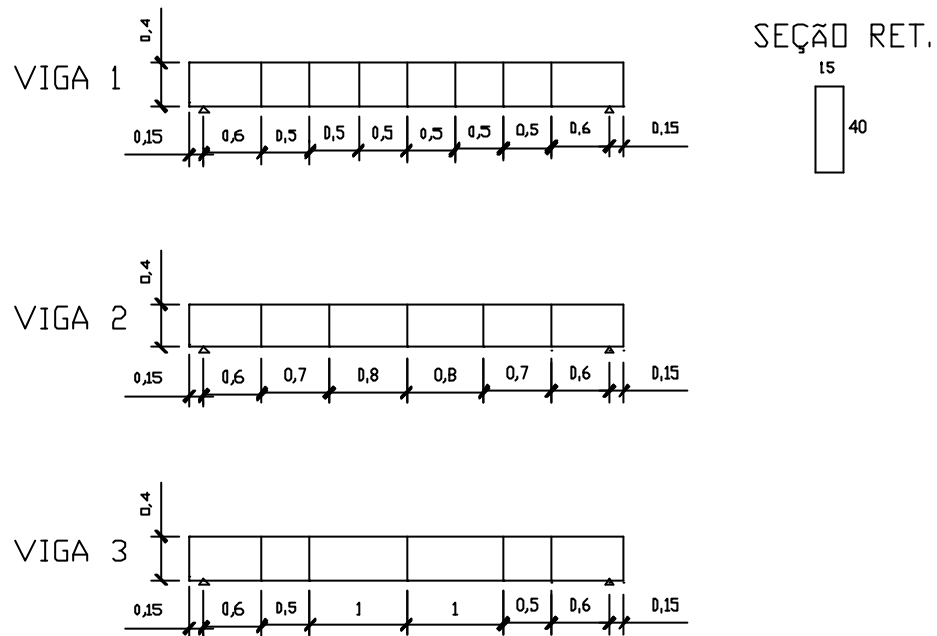 SEÇÃO RET.
15
40
0,4
VIGA 1
0,15 0,6 0,5 0,5 0,5 0,5 0,5 0,5 0,6 0,15
0,4
VIGA 2
0,15 0,6 0,7 0,8 0,8 0,7 0,6 0,15
0,4
VIGA 3
0,15 0,6 0,5 1 1 0,5 0,6 0,15